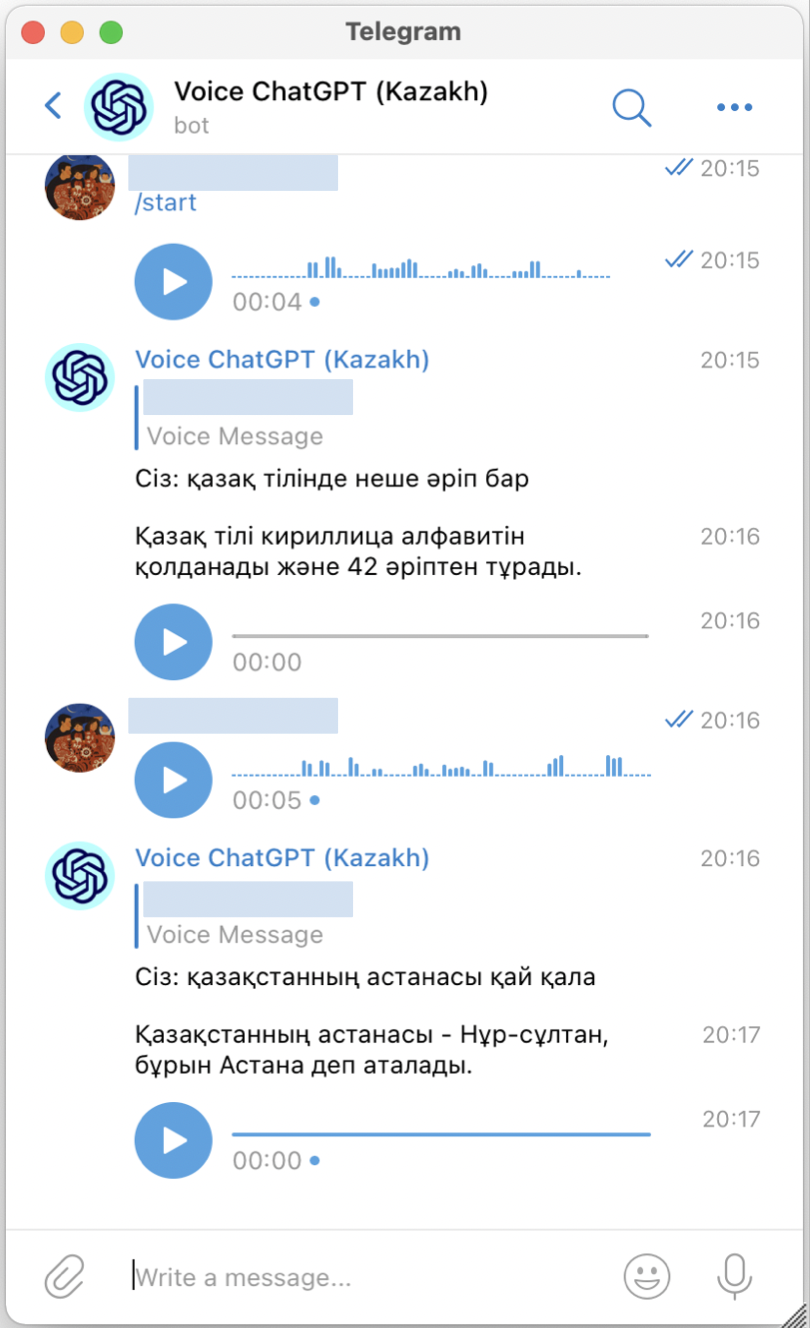 Telegram
Voice ChatGPT (Kazakh)
bot
20:15
/start
20:15
00:04
Voice ChatGPT (Kazakh)
20:15
Voice Message
Сіз: қазақ тілінде неше әріп бар
Қазақ тілі кириллица алфавитін
20:16
қолданады және 42 әріптен тұрады.
20:16
00:00
20:16
00:05
Voice ChatGPT (Kazakh)
20:16
Voice Message
Сіз: қазақстанның астанасы қай қала
Қазақстанның астанасы - Нұр-сұлтан,
20:17
бұрын Астана деп аталады.
20:17
00:00
Write a message...